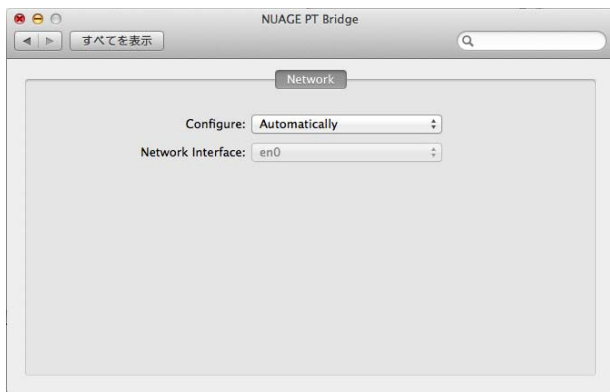 NUAGE PT Bridge
すべてを表示
Network
Configure: Automatically
Network Interface: en0